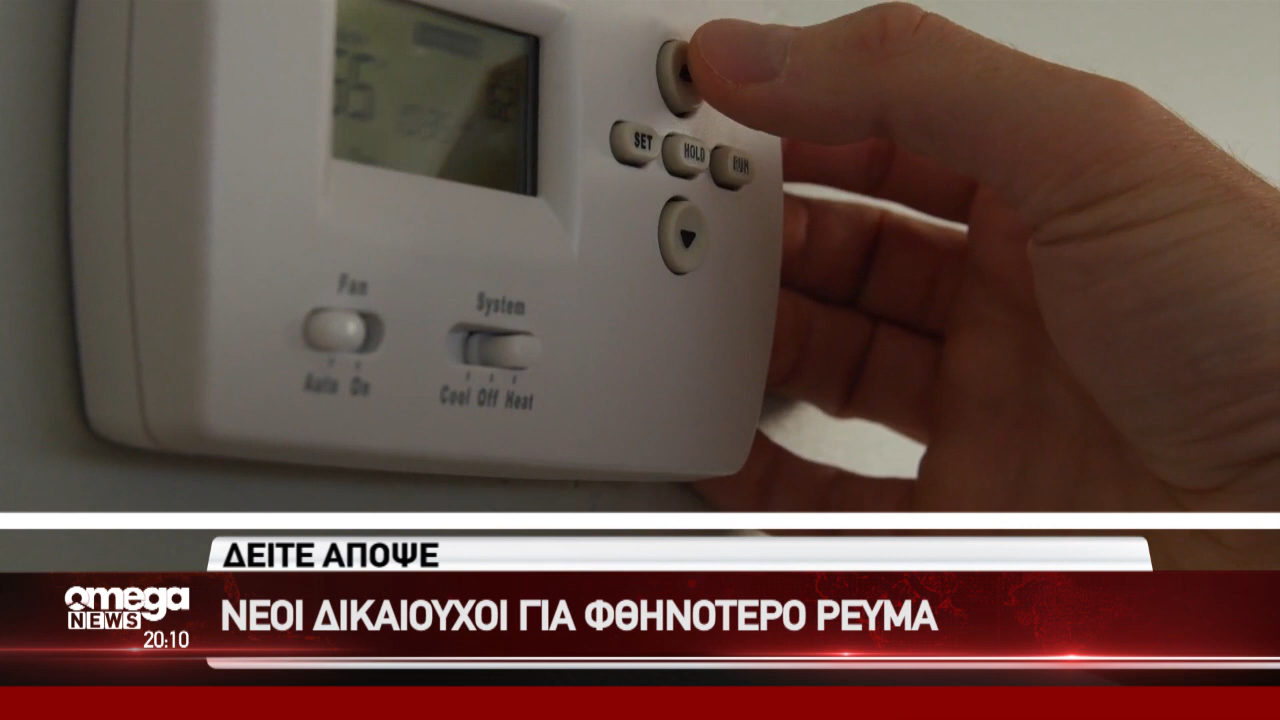 SET
HOLD
RUN
Fan
System
Auto On
Cool Off Heat
ΔΕΙΤΕ ΑΠΟΨΕ
ΝΕΟΙ ΔΙΚΑΙΟΥΧΟΙ ΓΙΑ ΦΘΗΝΟΤΕΡΟ ΡΕΥΜΑ
omega
NEWS
20:10